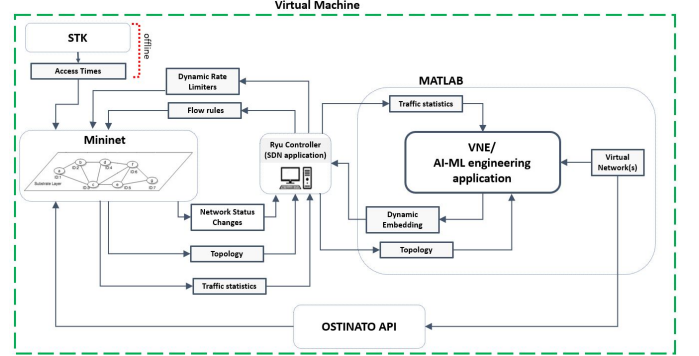 Virtual Machine
STK
offline
Access Times
Dynamic Rate
Limiters
Flow rules
Mininet
Substrate Layer
Ryu Controller
(SDN application)
Network Status
Changes
Topology
Traffic statistics
MATLAB
Traffic statistics
VNE/
AI-ML engineering
application
Virtual
Network(s)
Dynamic
Embedding
Topology
OSTINATO API